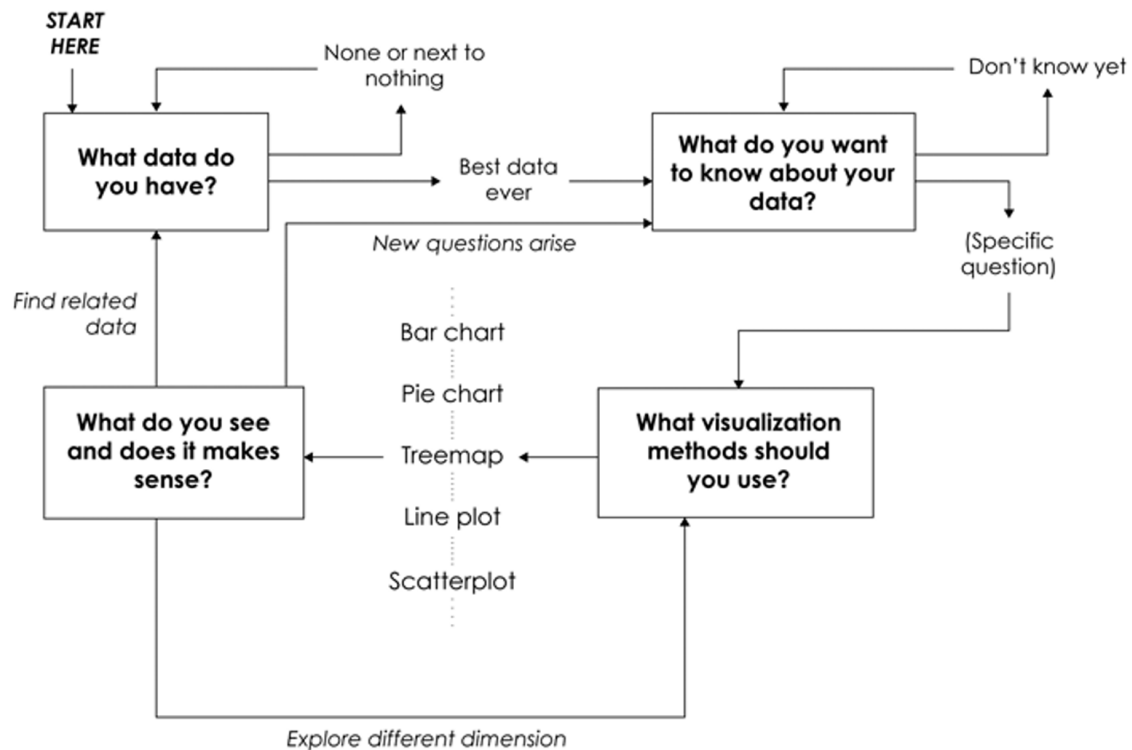 START
HERE
None or next to
nothing
Don't know yet
What data do
you have?
Best data
ever
What do you want
to know about your
data?
New questions arise
(Specific
question)
Find related
data
Bar chart
Pie chart
Treemap
Line plot
Scatterplot
What do you see
and does it makes
sense?
What visualization
methods should
you use?
Explore different dimension